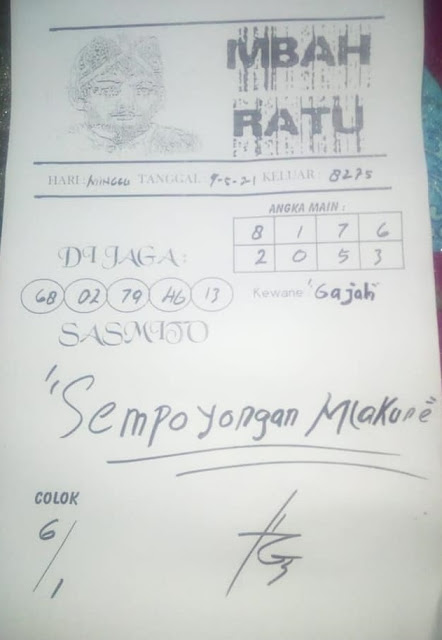 MBAH
RATU
HARI: MINGGU TANGGAL 9-5-21 KELUAR: 8275
ANGKA MAIN :
8 1 7 6
2 0 5 3
DI JAGA:
68 02 79 46 13
Kewane "Gajah
SASMITO
"Sempoyongan Mlakune"
COLOK
6/1